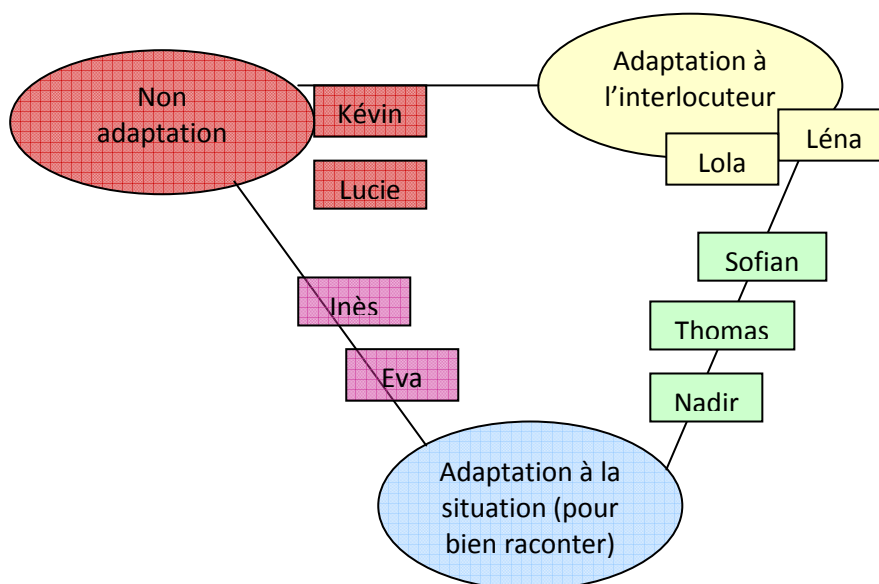 Non
adaptation
Kévin
Lucie
Adaptation à
l'interlocuteur
Léna
Lola
Sofian
Thomas
Nadir
Inès
Eva
Adaptation à la
situation (pour
bien raconter)